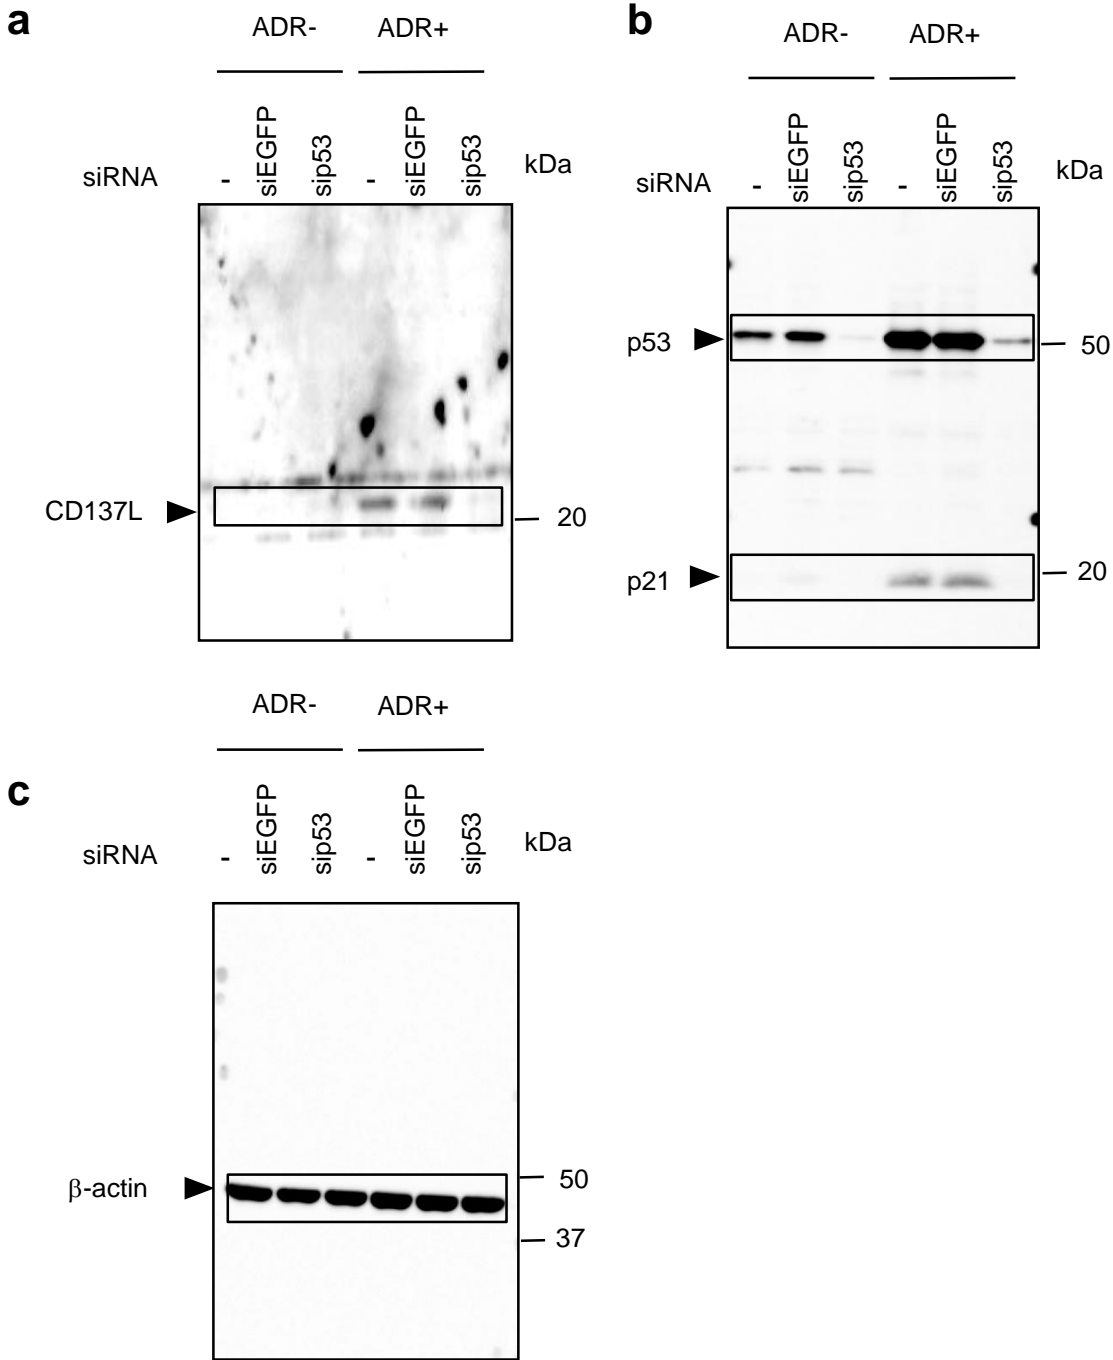 a
ADR- ADR+
siRNA - siEGFP sip53 - siEGFP sip53 kDa
CD137L
20
b
ADR- ADR+
siRNA - siEGFP sip53 - siEGFP sip53 kDa
p53
50
p21
20
c
ADR- ADR+
siRNA - siEGFP sip53 - siEGFP sip53 kDa
β-actin
50
37